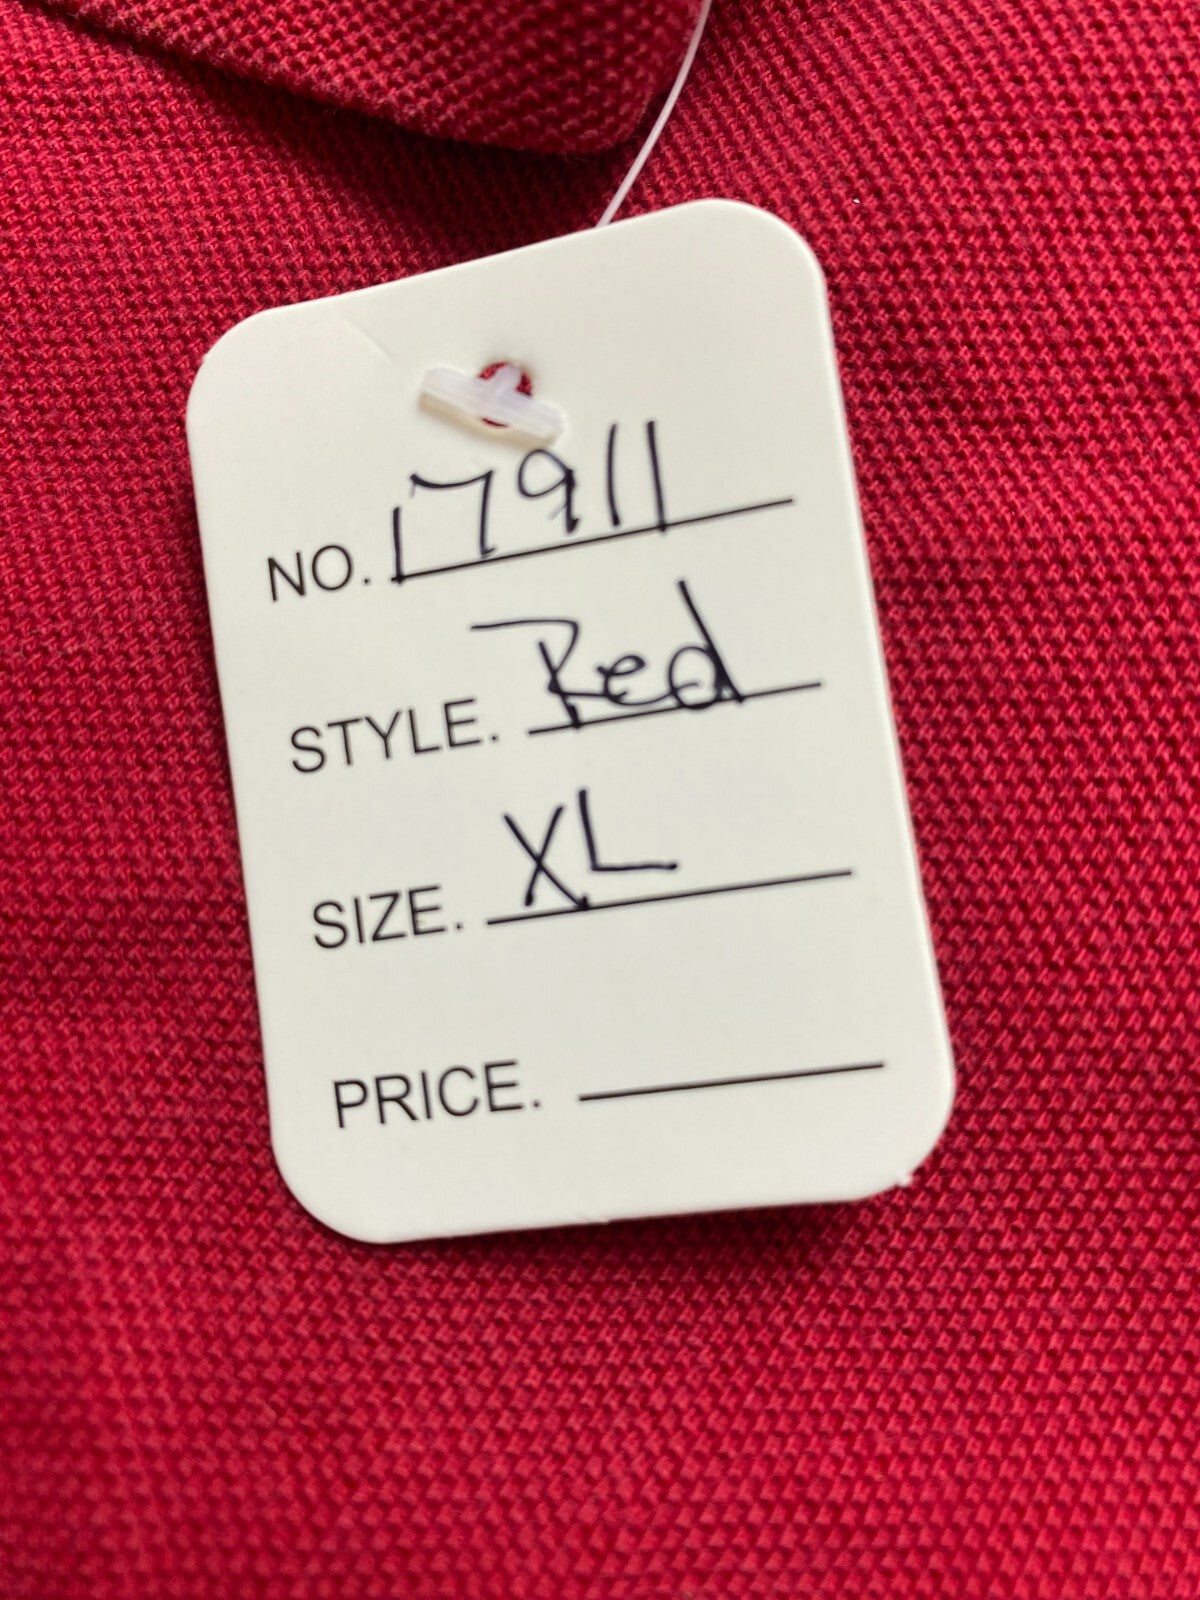 NO. 17911
STYLE. Red
SIZE. XL
PRICE.